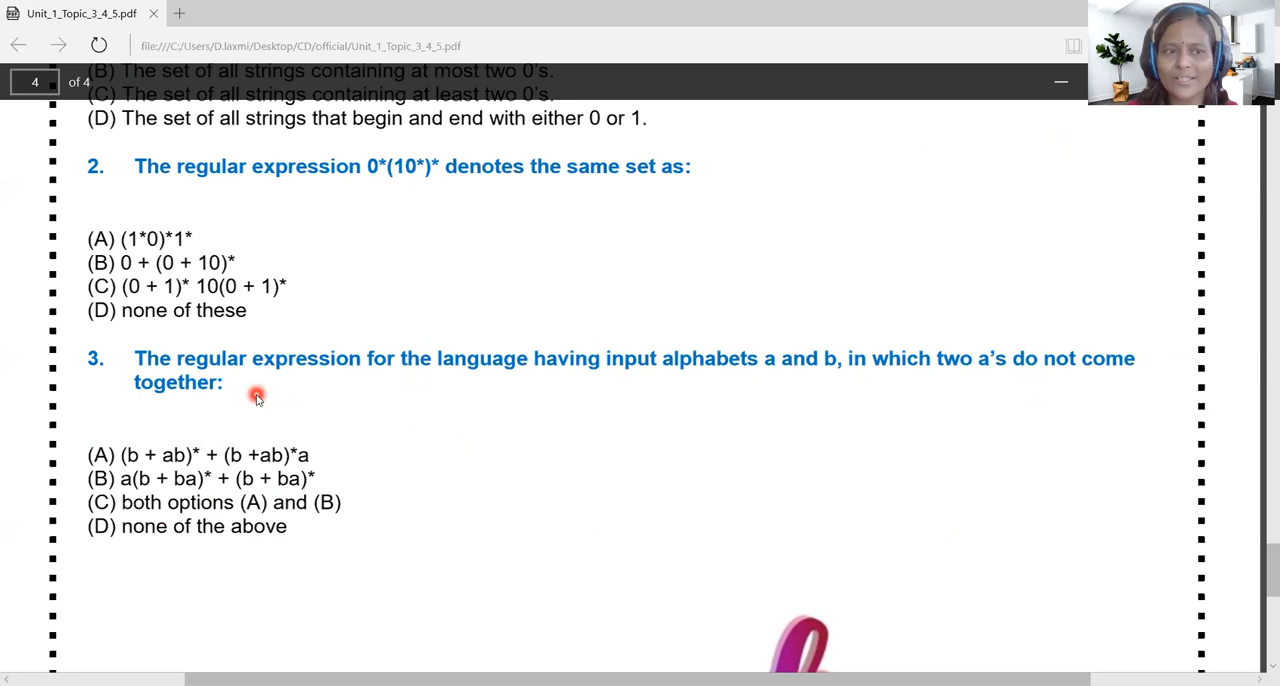 Unit_1_Topic_3_4_5.pdf
file:///C:/Users/D.laxmi/Desktop/CD/official/Unit_1_Topic_3_4_5.pdf
4 of 4
(B) The set of all strings containing at most two 0's.
(C) The set of all strings containing at least two 0's.
(D) The set of all strings that begin and end with either 0 or 1.
2. The regular expression 0*(10*)* denotes the same set as:
(A) (1*0)*1*
(B) 0 + (0 + 10)*
(C) (0 + 1)* 10(0 + 1)*
(D) none of these
3. The regular expression for the language having input alphabets a and b, in which two a's do not come
together:
(A) (b + ab)* + (b +ab)*a
(B) a(b + ba)* + (b + ba)*
(C) both options (A) and (B)
(D) none of the above